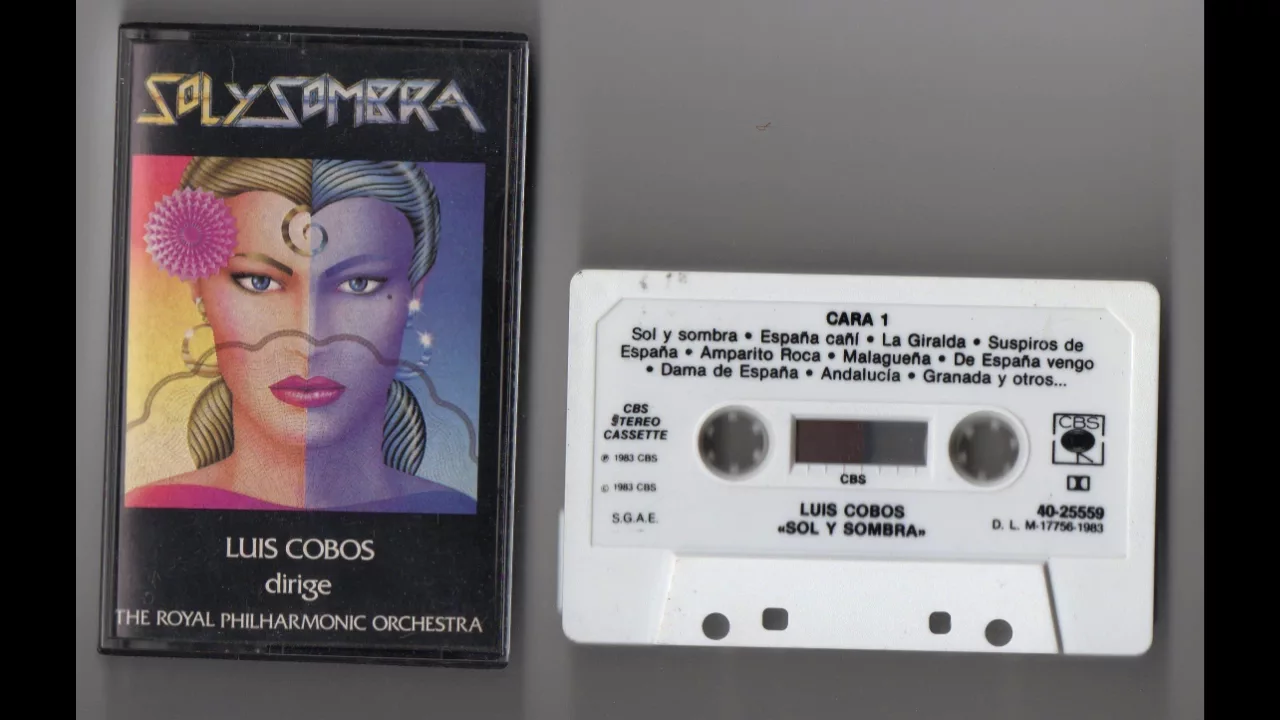 SOL Y SOMBRA
LUIS COBOS
dirige
THE ROYAL PHILHARMONIC ORCHESTRA
CARA 1
Sol y sombra • España cañí • La Giralda • Suspiros de
España • Amparito Roca • Malagueña • De España vengo
• Dama de España • Andalucía • Granada y otros...
CBS
STEREO
CASSETTE
℗ 1983 CBS
© 1983 CBS
S.G.A.E.
CBS
CBS
LUIS COBOS
«SOL Y SOMBRA»
40-25559
D. L. M-17756-1983